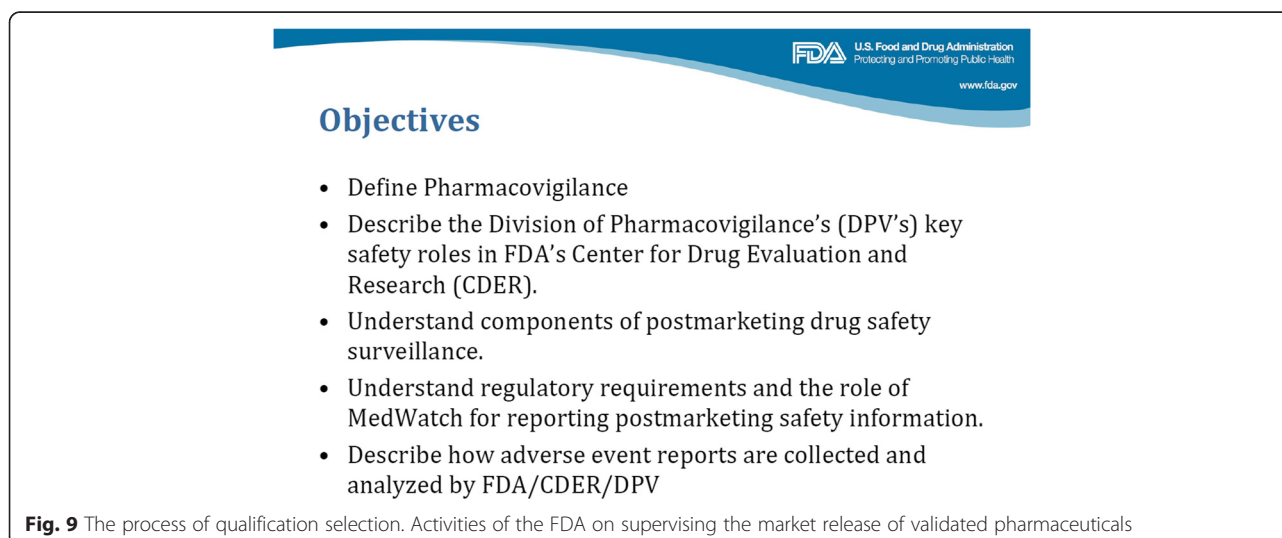 FDA U.S. Food and Drug Administration
Protecting and Promoting Public Health
www.fda.gov
Objectives
• Define Pharmacovigilance
• Describe the Division of Pharmacovigilance's (DPV's) key
safety roles in FDA's Center for Drug Evaluation and
Research (CDER).
• Understand components of postmarketing drug safety
surveillance.
• Understand regulatory requirements and the role of
MedWatch for reporting postmarketing safety information.
• Describe how adverse event reports are collected and
analyzed by FDA/CDER/DPV
Fig. 9 The process of qualification selection. Activities of the FDA on supervising the market release of validated pharmaceuticals